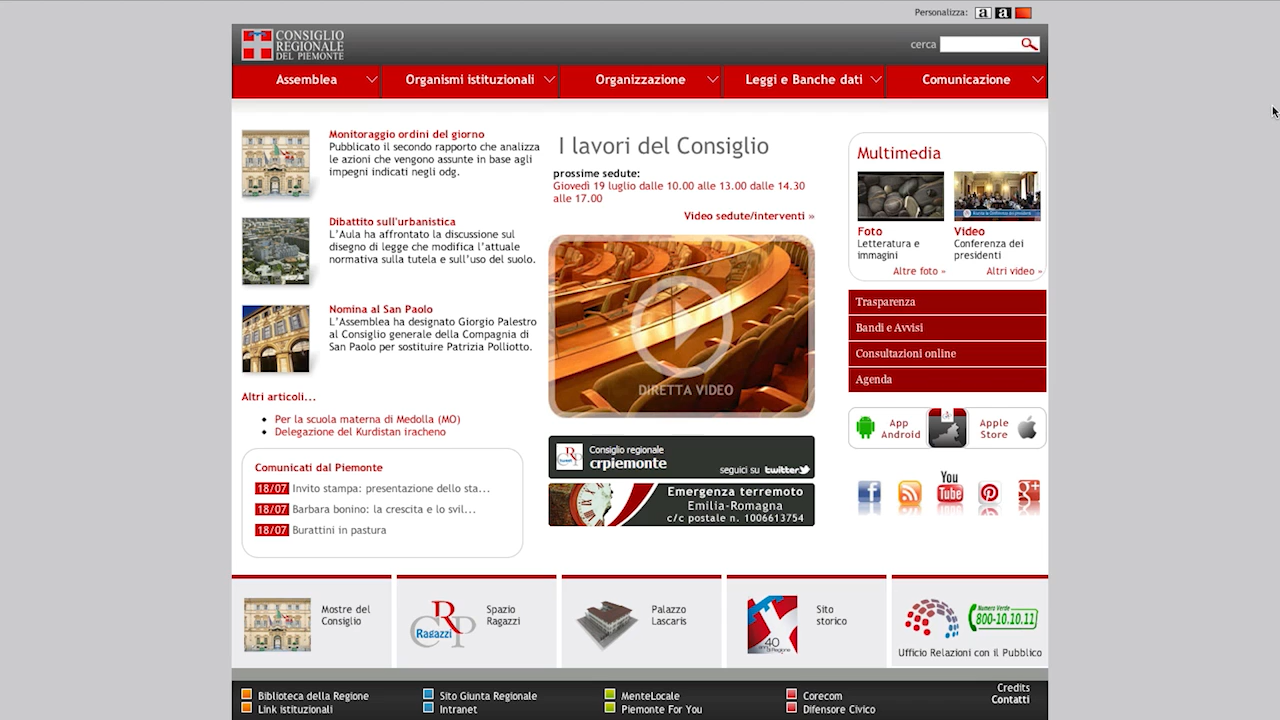 Personalizza: a a
CONSIGLIO
REGIONALE
DEL PIEMONTE
cerca
Assemblea
Organismi istituzionali
Organizzazione
Leggi e Banche dati
Comunicazione
Monitoraggio ordini del giorno
Pubblicato il secondo rapporto che analizza
le azioni che vengono assunte in base agli
impegni indicati negli odg.
Dibattito sull'urbanistica
L'Aula ha affrontato la discussione sul
disegno di legge che modifica l'attuale
normativa sulla tutela e sull'uso del suolo.
Nomina al San Paolo
L'Assemblea ha designato Giorgio Palestro
al Consiglio generale della Compagnia di
San Paolo per sostituire Patrizia Polliotto.
Altri articoli...
• Per la scuola materna di Medolla (MO)
• Delegazione del Kurdistan iracheno
Comunicati dal Piemonte
18/07 Invito stampa: presentazione dello sta...
18/07 Barbara bonino: la crescita e lo svil...
18/07 Burattini in pastura
I lavori del Consiglio
prossime sedute:
Giovedì 19 luglio dalle 10.00 alle 13.00 dalle 14.30
alle 17.00
Video sedute/interventi »
DIRETTA VIDEO
Consiglio regionale
crpiemonte
seguici su twitter
Emergenza terremoto
Emilia-Romagna
c/c postale n. 1006613754
Multimedia
Foto
Letteratura e
immagini
Altre foto »
Video
Conferenza dei
presidenti
Altri video »
Trasparenza
Bandi e Avvisi
Consultazioni online
Agenda
App
Android
Apple
Store
You
Tube
Mostre del
Consiglio
CRP
Ragazzi
Spazio
Ragazzi
Palazzo
Lascaris
40
Sito
storico
Numero Verde
800-10.10.11
Ufficio Relazioni con il Pubblico
Biblioteca della Regione
Link istituzionali
Sito Giunta Regionale
Intranet
MenteLocale
Piemonte For You
Corecom
Difensore Civico
Credits
Contatti